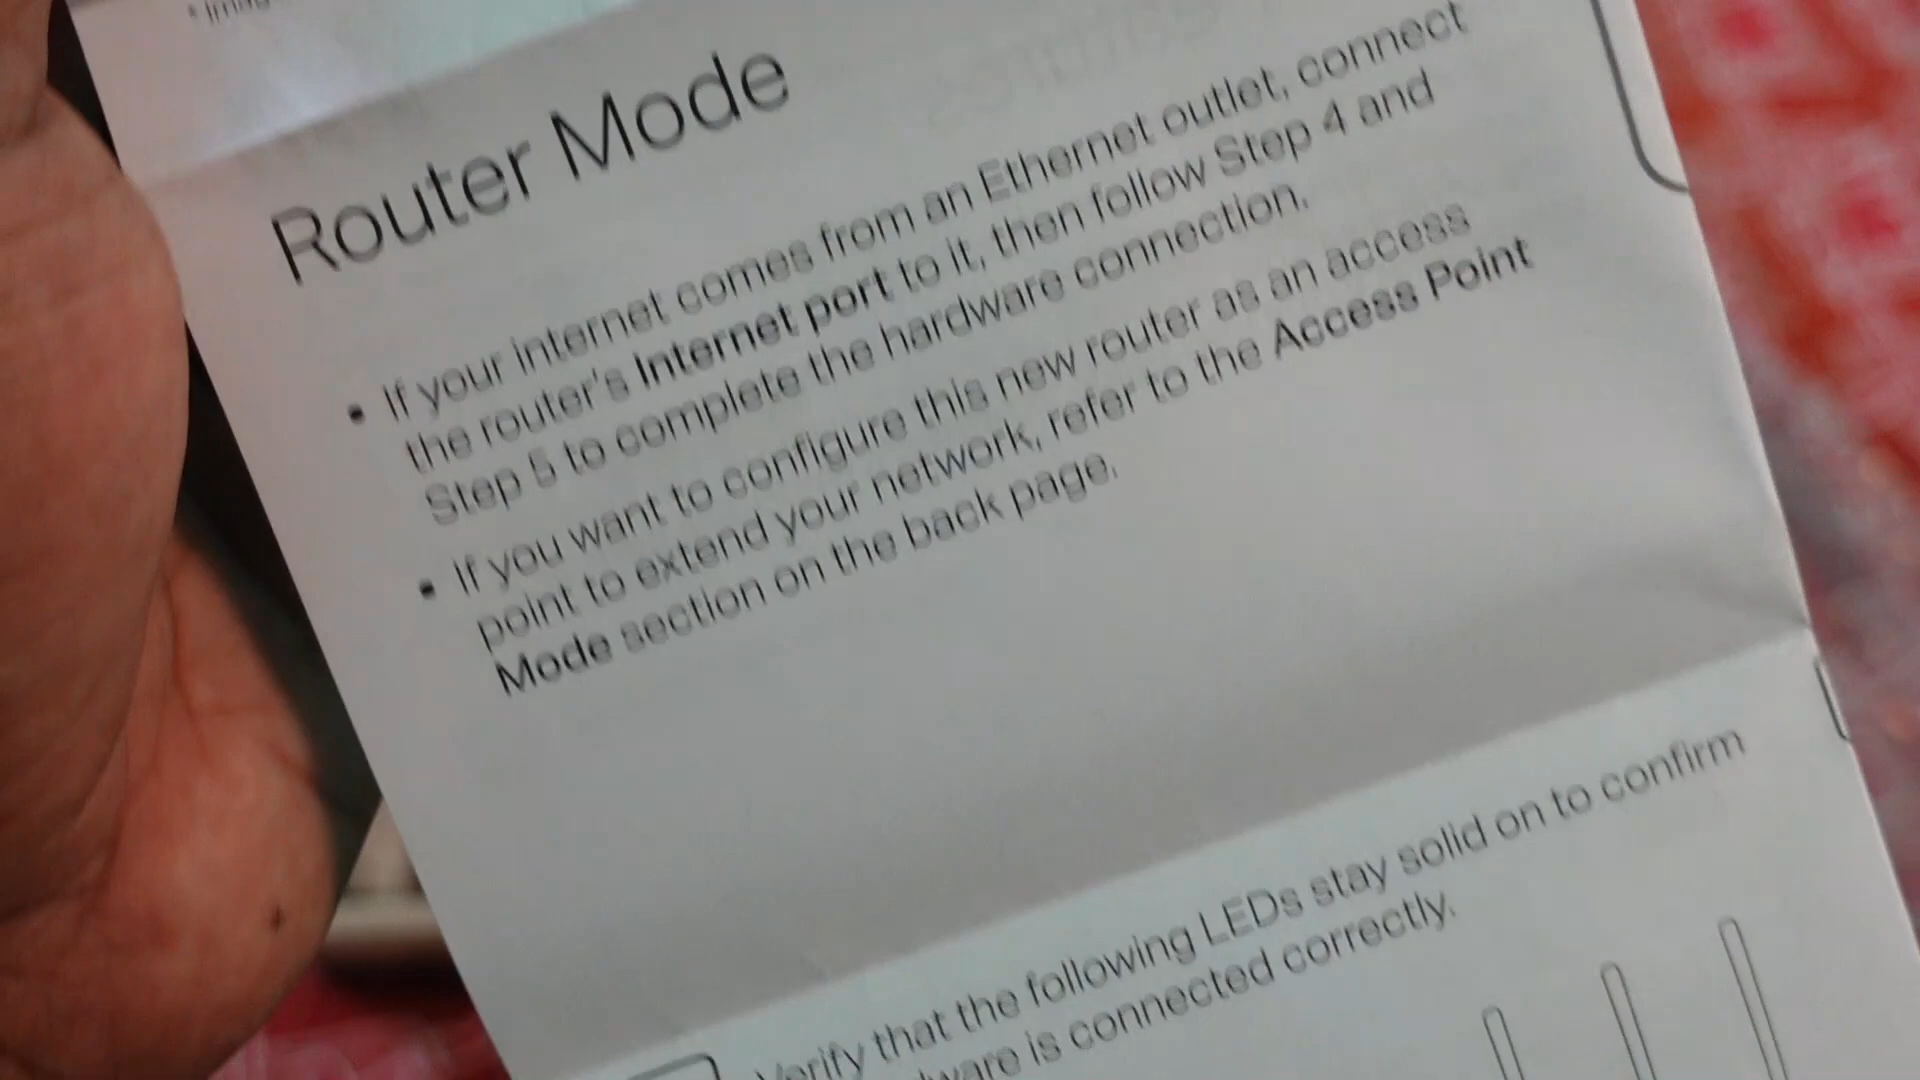 Router Mode
• If your internet comes from an Ethernet outlet, connect
the router's Internet port to it, then follow Step 4 and
Step 5 to complete the hardware connection.
• If you want to configure this new router as an access
point to extend your network, refer to the Access Point
Mode section on the back page.
Verify that the following LEDs stay solid on to confirm
is connected correctly.